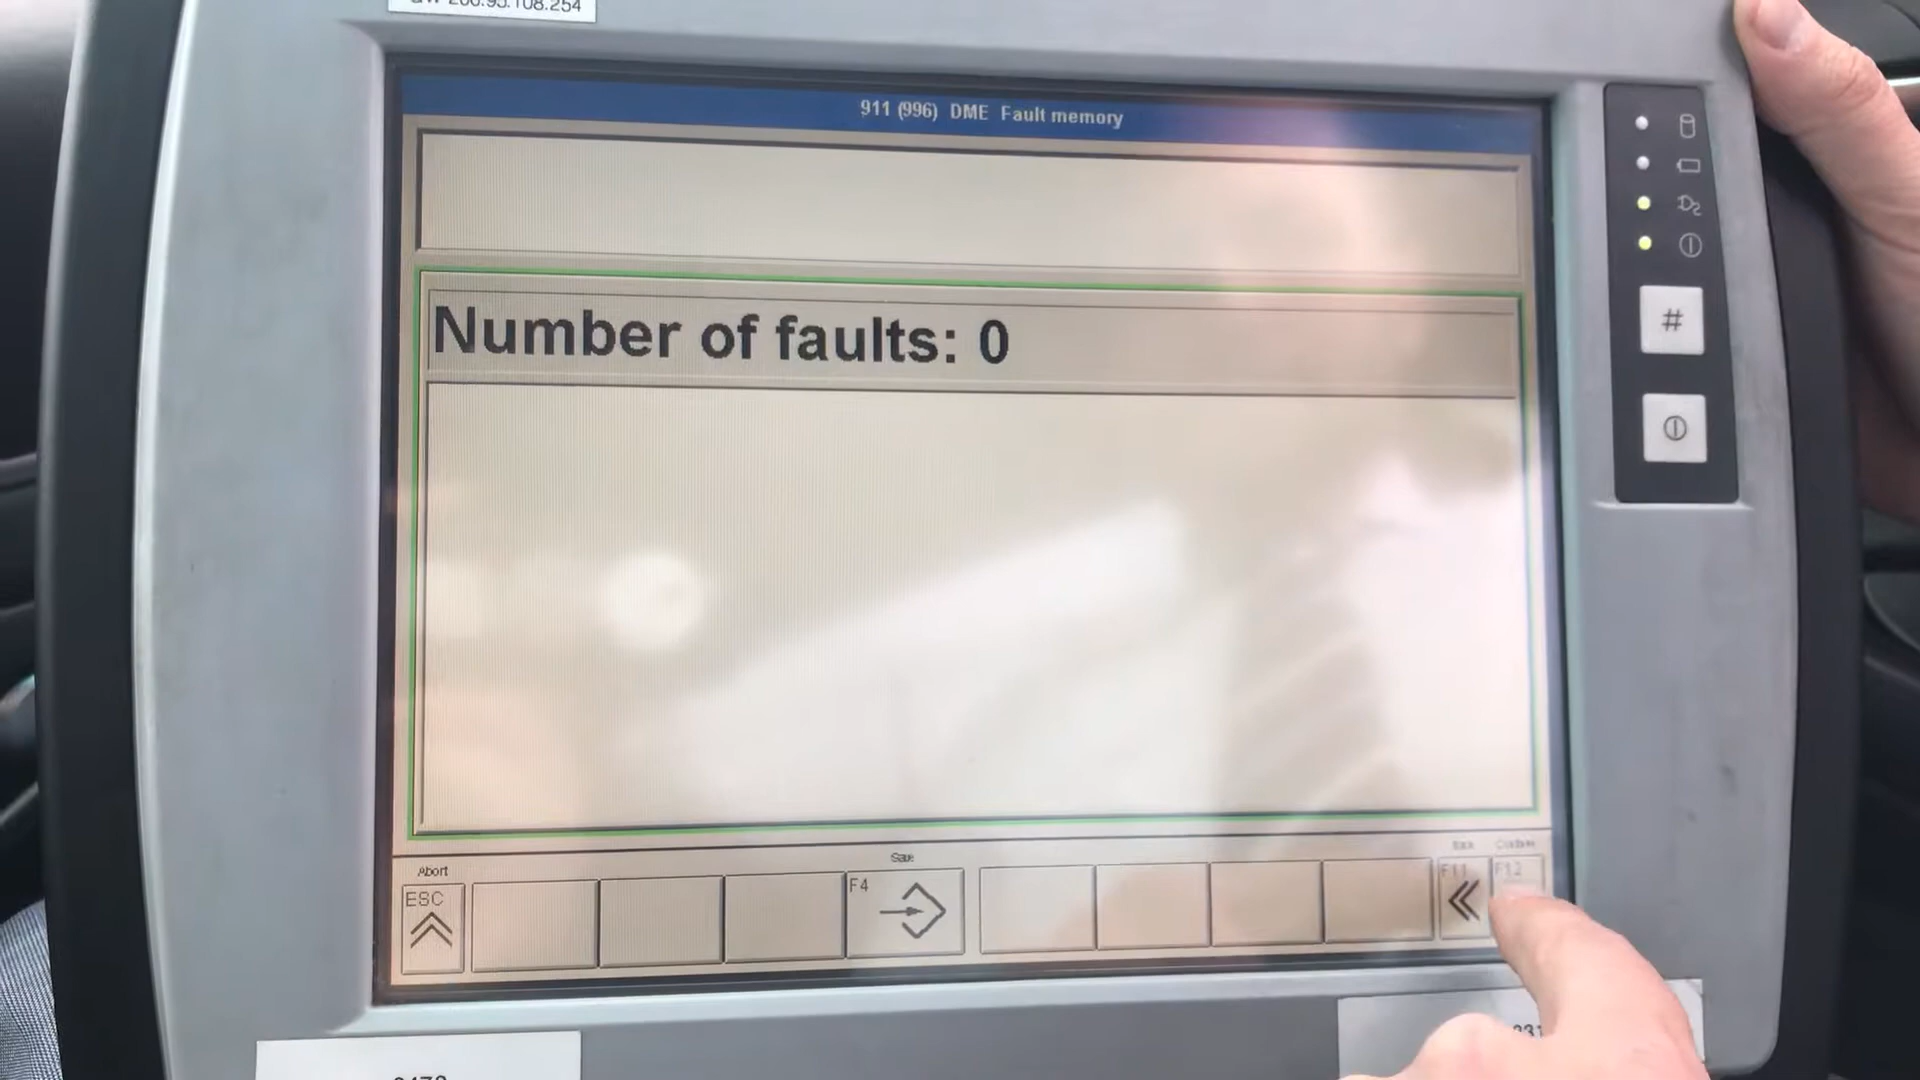 911 (996) DME Fault memory
Number of faults: 0
Abort
Save
ESC
F4
F11
F12
#